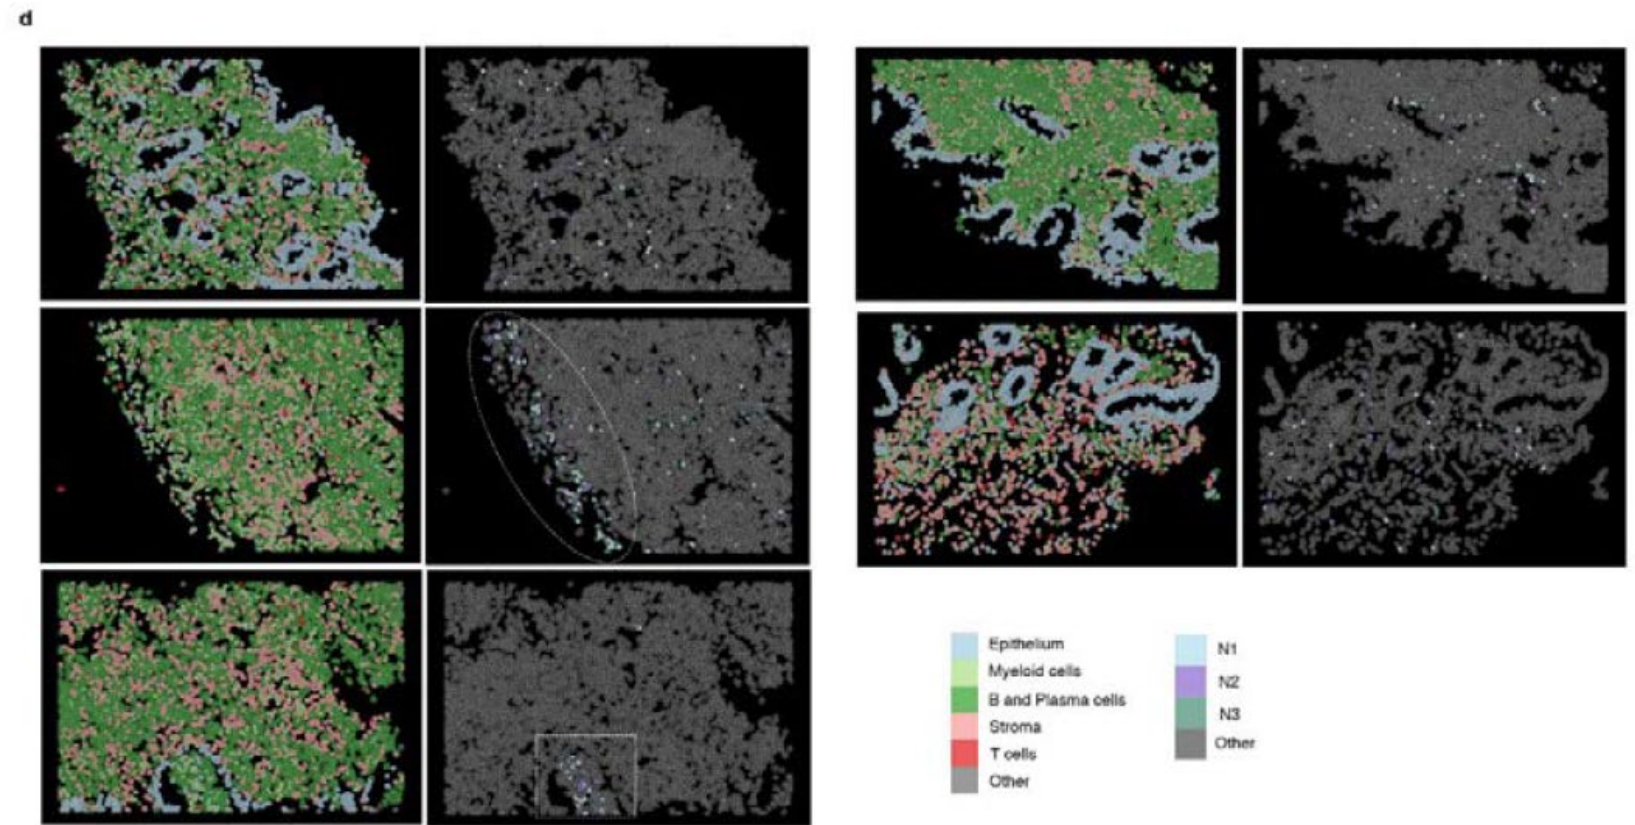 d
Epithelium
Myeloid cells
B and Plasma cells
Stroma
T cells
Other
N1
N2
N3
Other